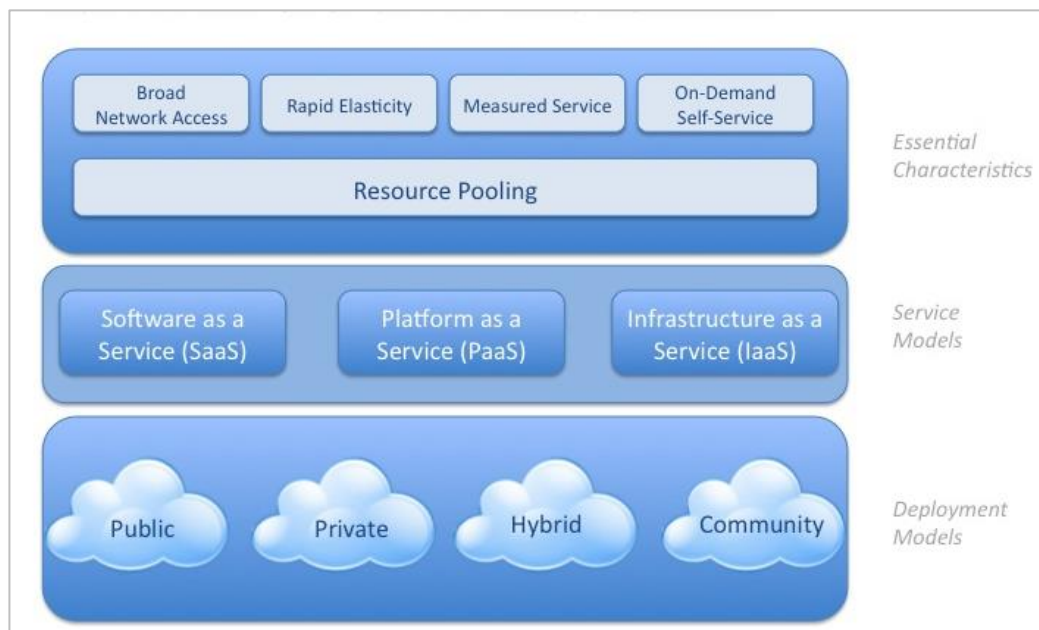 Broad
Network Access
Rapid Elasticity
Measured Service
On-Demand
Self-Service
Resource Pooling
Essential
Characteristics
Software as a
Service (SaaS)
Platform as a
Service (PaaS)
Infrastructure as a
Service (IaaS)
Service
Models
Public
Private
Hybrid
Community
Deployment
Models